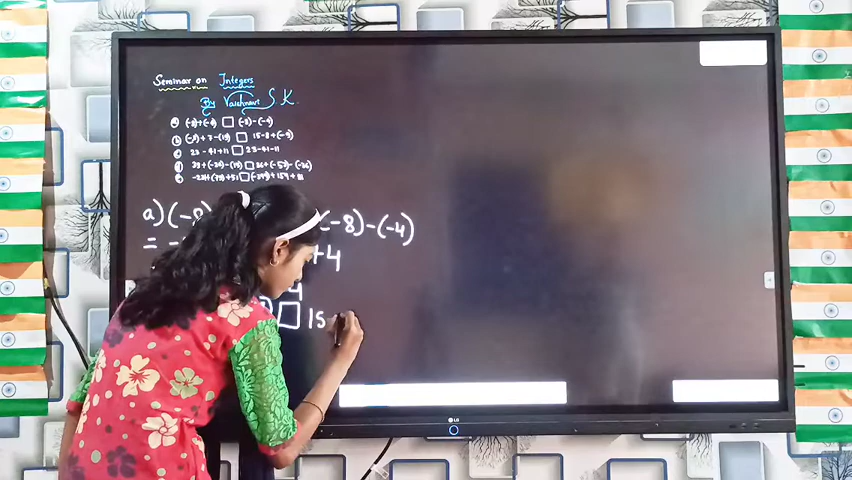 Seminar on Integers
By Vaishnavi S K.
a) (-8)+(-4) □ (-8)-(-4)
b) (-3)+7-(19) □ 15-8+(-9)
c) 23-41+11 □ 23-41-11
d) 39+(-24)-(15) □ 36+(-52)-(-36)
e) -231+(79)+51 □ (-399)+159+81
a) (-8) (-8)-(-4)
= - +4
4
□ 15
LG